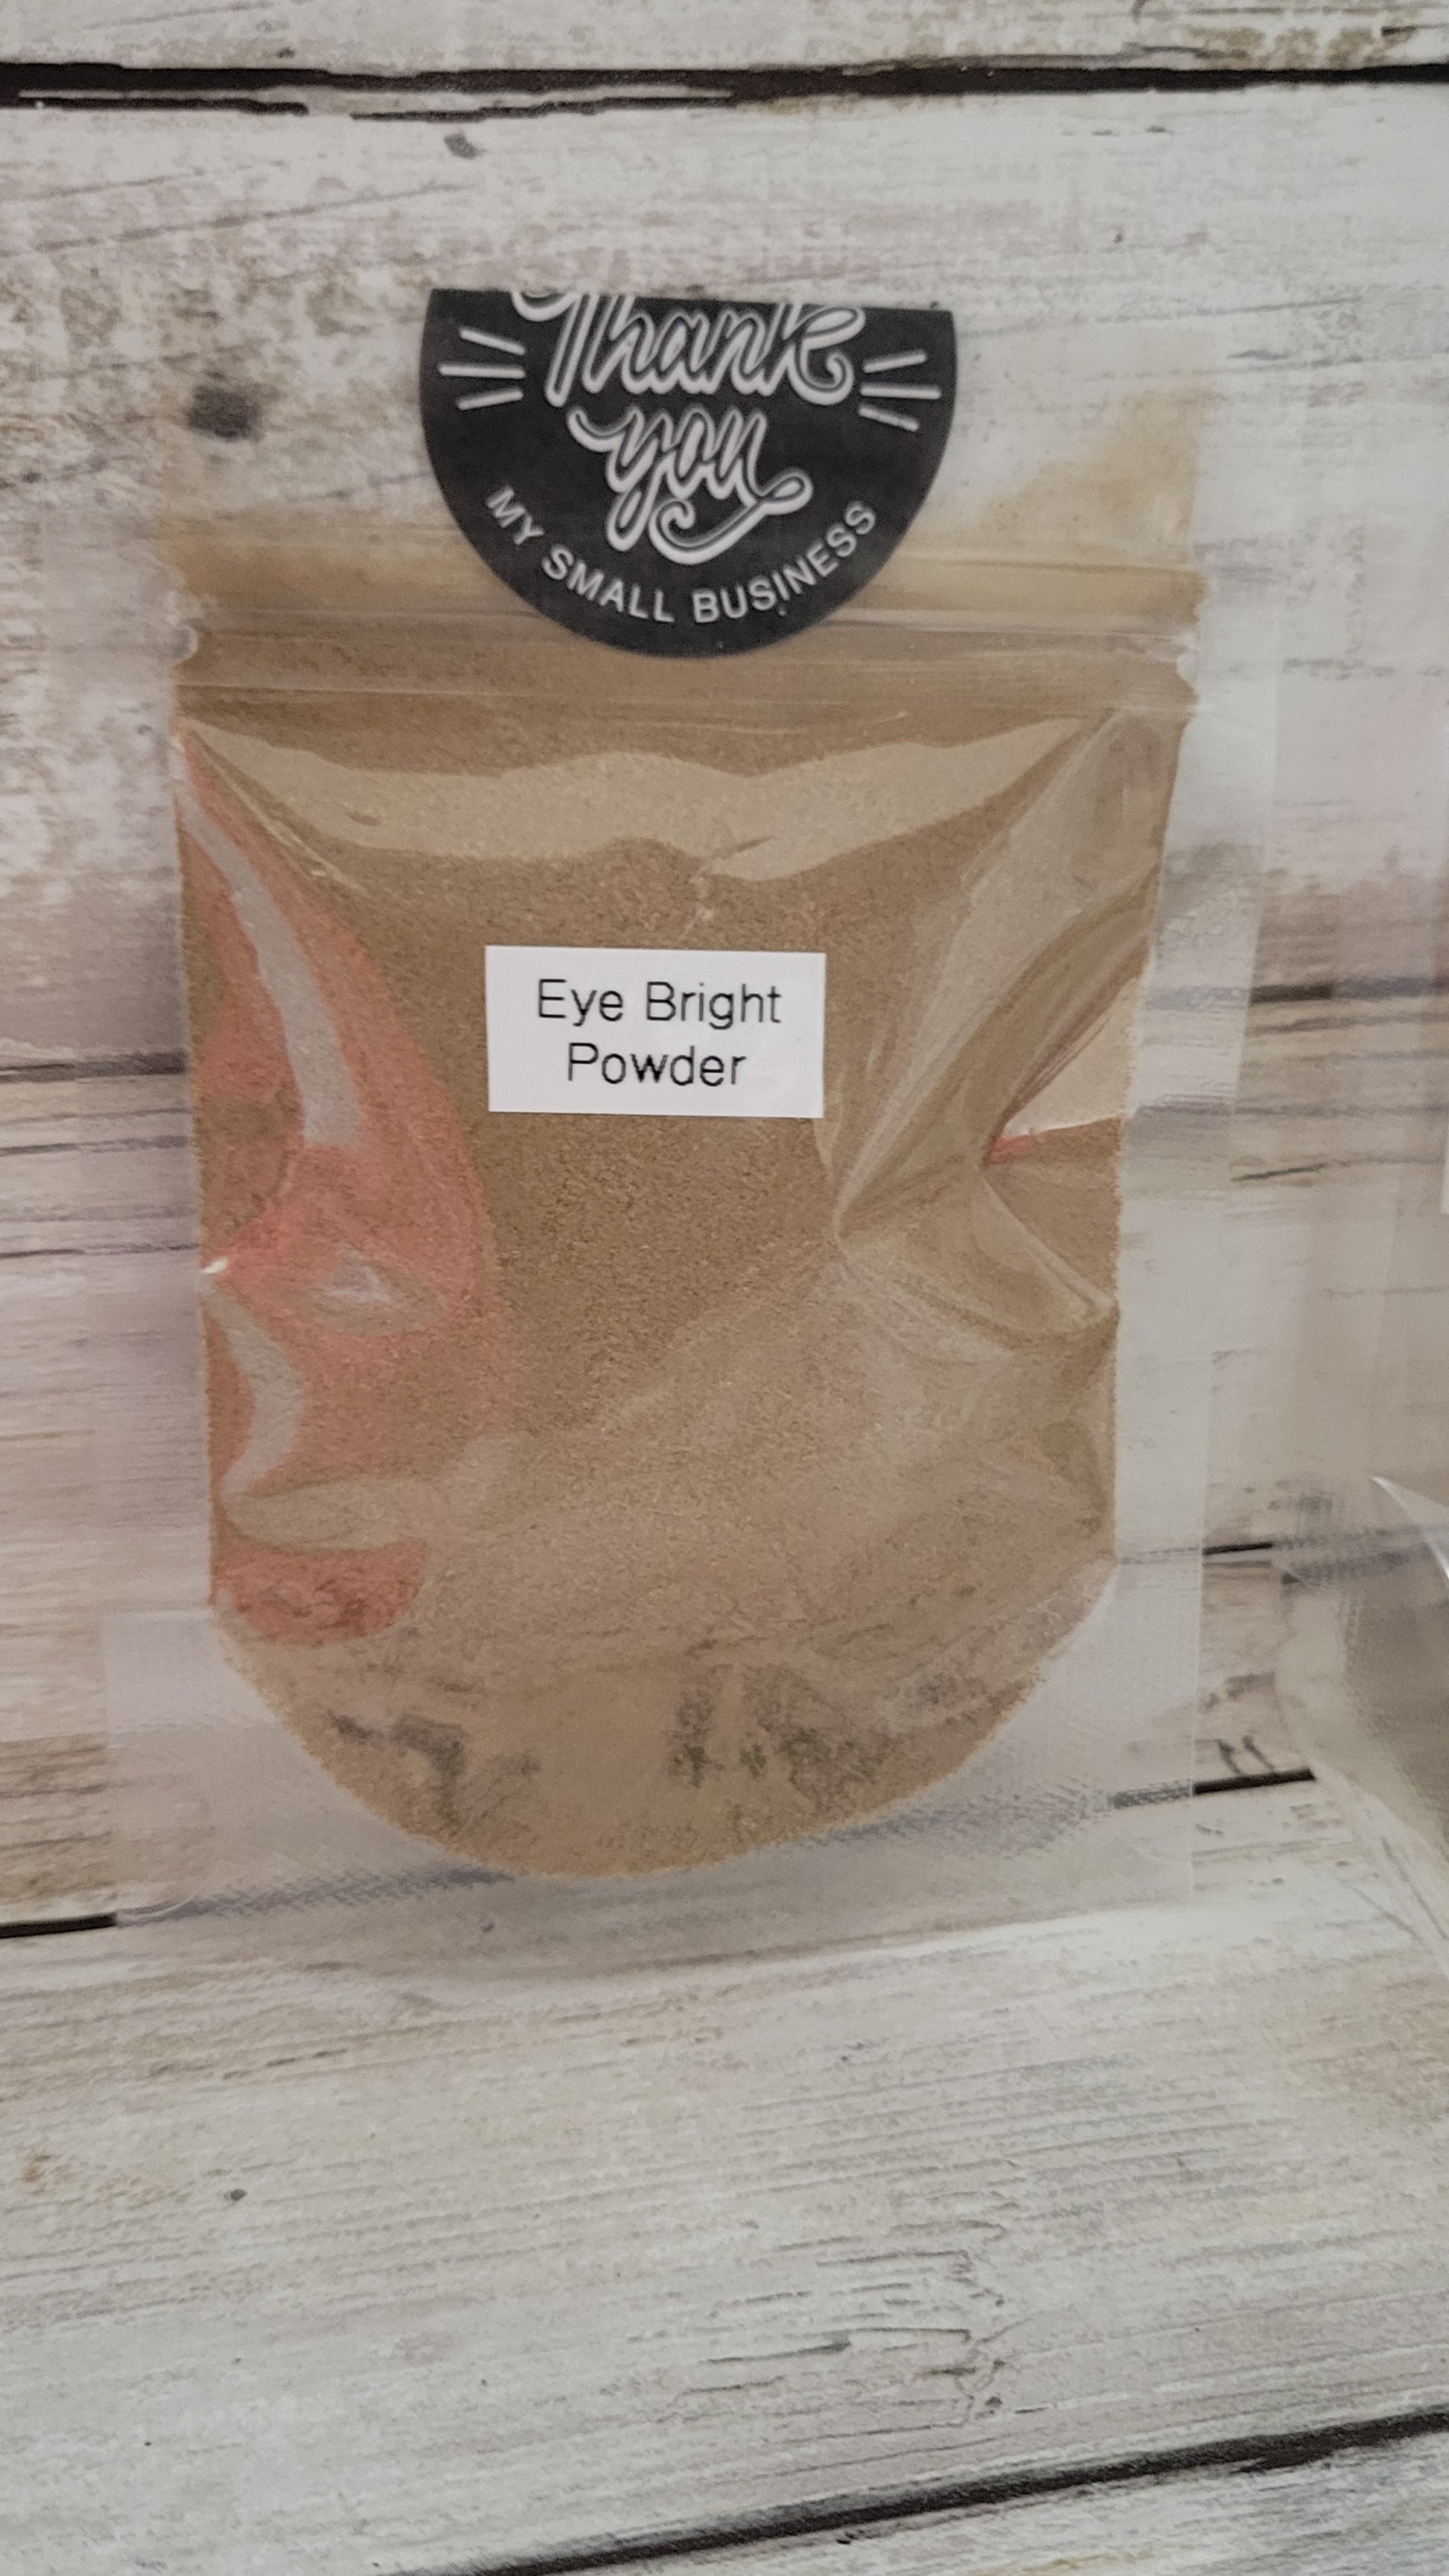 Thank
you
MY SMALL BUSINESS
Eye Bright
Powder